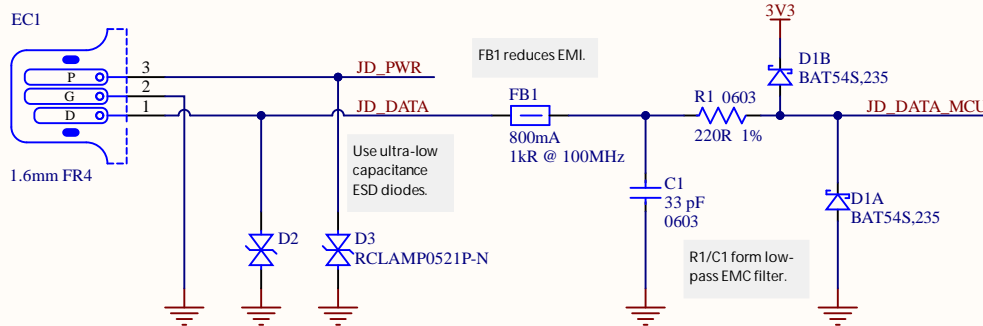 EC1
P
G
D
3
2
1
1.6mm FR4
JD_PWR
JD_DATA
Use ultra-low
capacitance
ESD diodes.
D2
D3
RCLAMP0521P-N
FB1 reduces EMI.
FB1
800mA
1kR @ 100MHz
C1
33 pF
0603
R1 0603
220R 1%
R1/C1 form low-
pass EMC filter.
3V3
D1B
BAT54S,235
JD_DATA_MCU
D1A
BAT54S,235